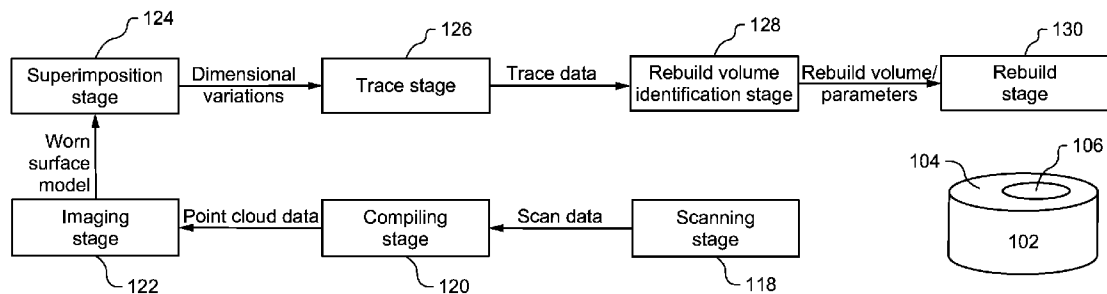 124
126
128
130
Superimposition
stage
Dimensional
variations
Trace stage
Trace data
Rebuild volume
identification stage
Rebuild volume/
parameters
Rebuild
stage
Worn
surface
model
104
106
102
Imaging
stage
Point cloud data
Compiling
stage
Scan data
Scanning
stage
122
120
118